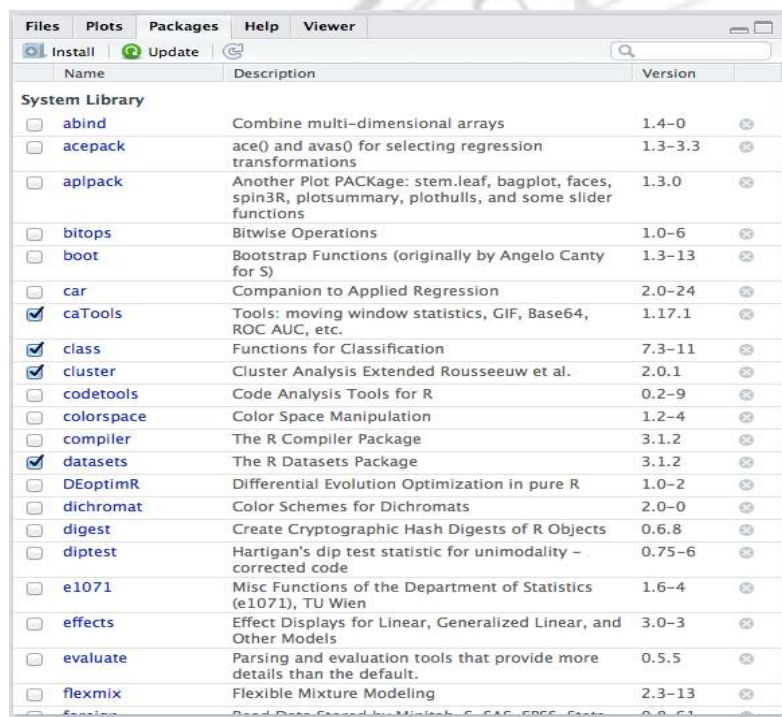 Files Plots Packages Help Viewer
Install Update
Name Description Version
System Library
abind Combine multi-dimensional arrays 1.4-0
acepack ace() and avas() for selecting regression 1.3-3.3
transformations
aplpack Another Plot PACKage: stem.leaf, bagplot, faces, 1.3.0
spin3R, plotsummary, plothulls, and some slider
functions
bitops Bitwise Operations 1.0-6
boot Bootstrap Functions (originally by Angelo Canty 1.3-13
for S)
car Companion to Applied Regression 2.0-24
caTools Tools: moving window statistics, GIF, Base64, 1.17.1
ROC AUC, etc.
class Functions for Classification 7.3-11
cluster Cluster Analysis Extended Rousseeuw et al. 2.0.1
codetools Code Analysis Tools for R 0.2-9
colorspace Color Space Manipulation 1.2-4
compiler The R Compiler Package 3.1.2
datasets The R Datasets Package 3.1.2
DEoptimR Differential Evolution Optimization in pure R 1.0-2
dichromat Color Schemes for Dichromats 2.0-0
digest Create Cryptographic Hash Digests of R Objects 0.6.8
diptest Hartigan's dip test statistic for unimodality - 0.75-6
corrected code
e1071 Misc Functions of the Department of Statistics 1.6-4
(e1071), TU Wien
effects Effect Displays for Linear, Generalized Linear, and 3.0-3
Other Models
evaluate Parsing and evaluation tools that provide more 0.5.5
details than the default.
flexmix Flexible Mixture Modeling 2.3-13